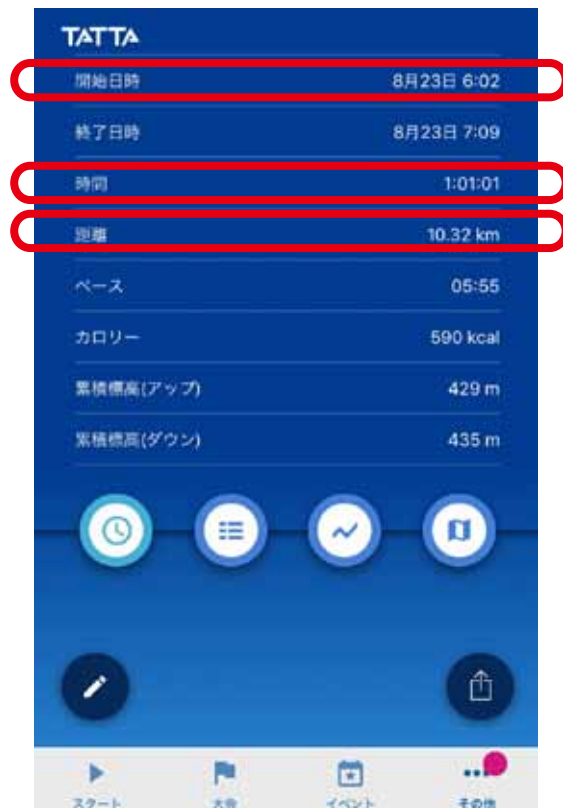 TATTA
開始日時 8月23日 6:02
終了日時 8月23日 7:09
時間 1:01:01
距離 10.32 km
ペース 05:55
カロリー 590 kcal
累積標高(アップ) 429 m
累積標高(ダウン) 435 m
スタート 大会 イベント その他